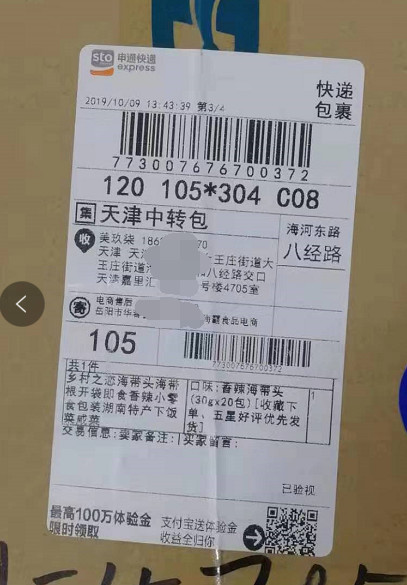 sto 申通快递
express
快递
包裹
2019/10/09 13:43:39 第3/4
773007676700372
120 105*304 C08
集 天津中转包
海河东路
八经路
收 美玖柒 186 70
天津 天 大王庄街道大
王庄街道 八经路交口
天津嘉里汇 号楼4705室
寄 电商售后
岳阳市华容 食品电商
105
773007676700372
共1件
乡村之恋海带头海带
根开袋即食香辣小零
食包装湖南特产下饭
菜咸菜
口味:香辣海带头
(30gx20包)[收藏下
单、五星好评优先发
货]
1
交易信息:卖家备注:|买家留言:
已验视
最高100万体验金
限时领取
支付宝送体验金
收益全归你